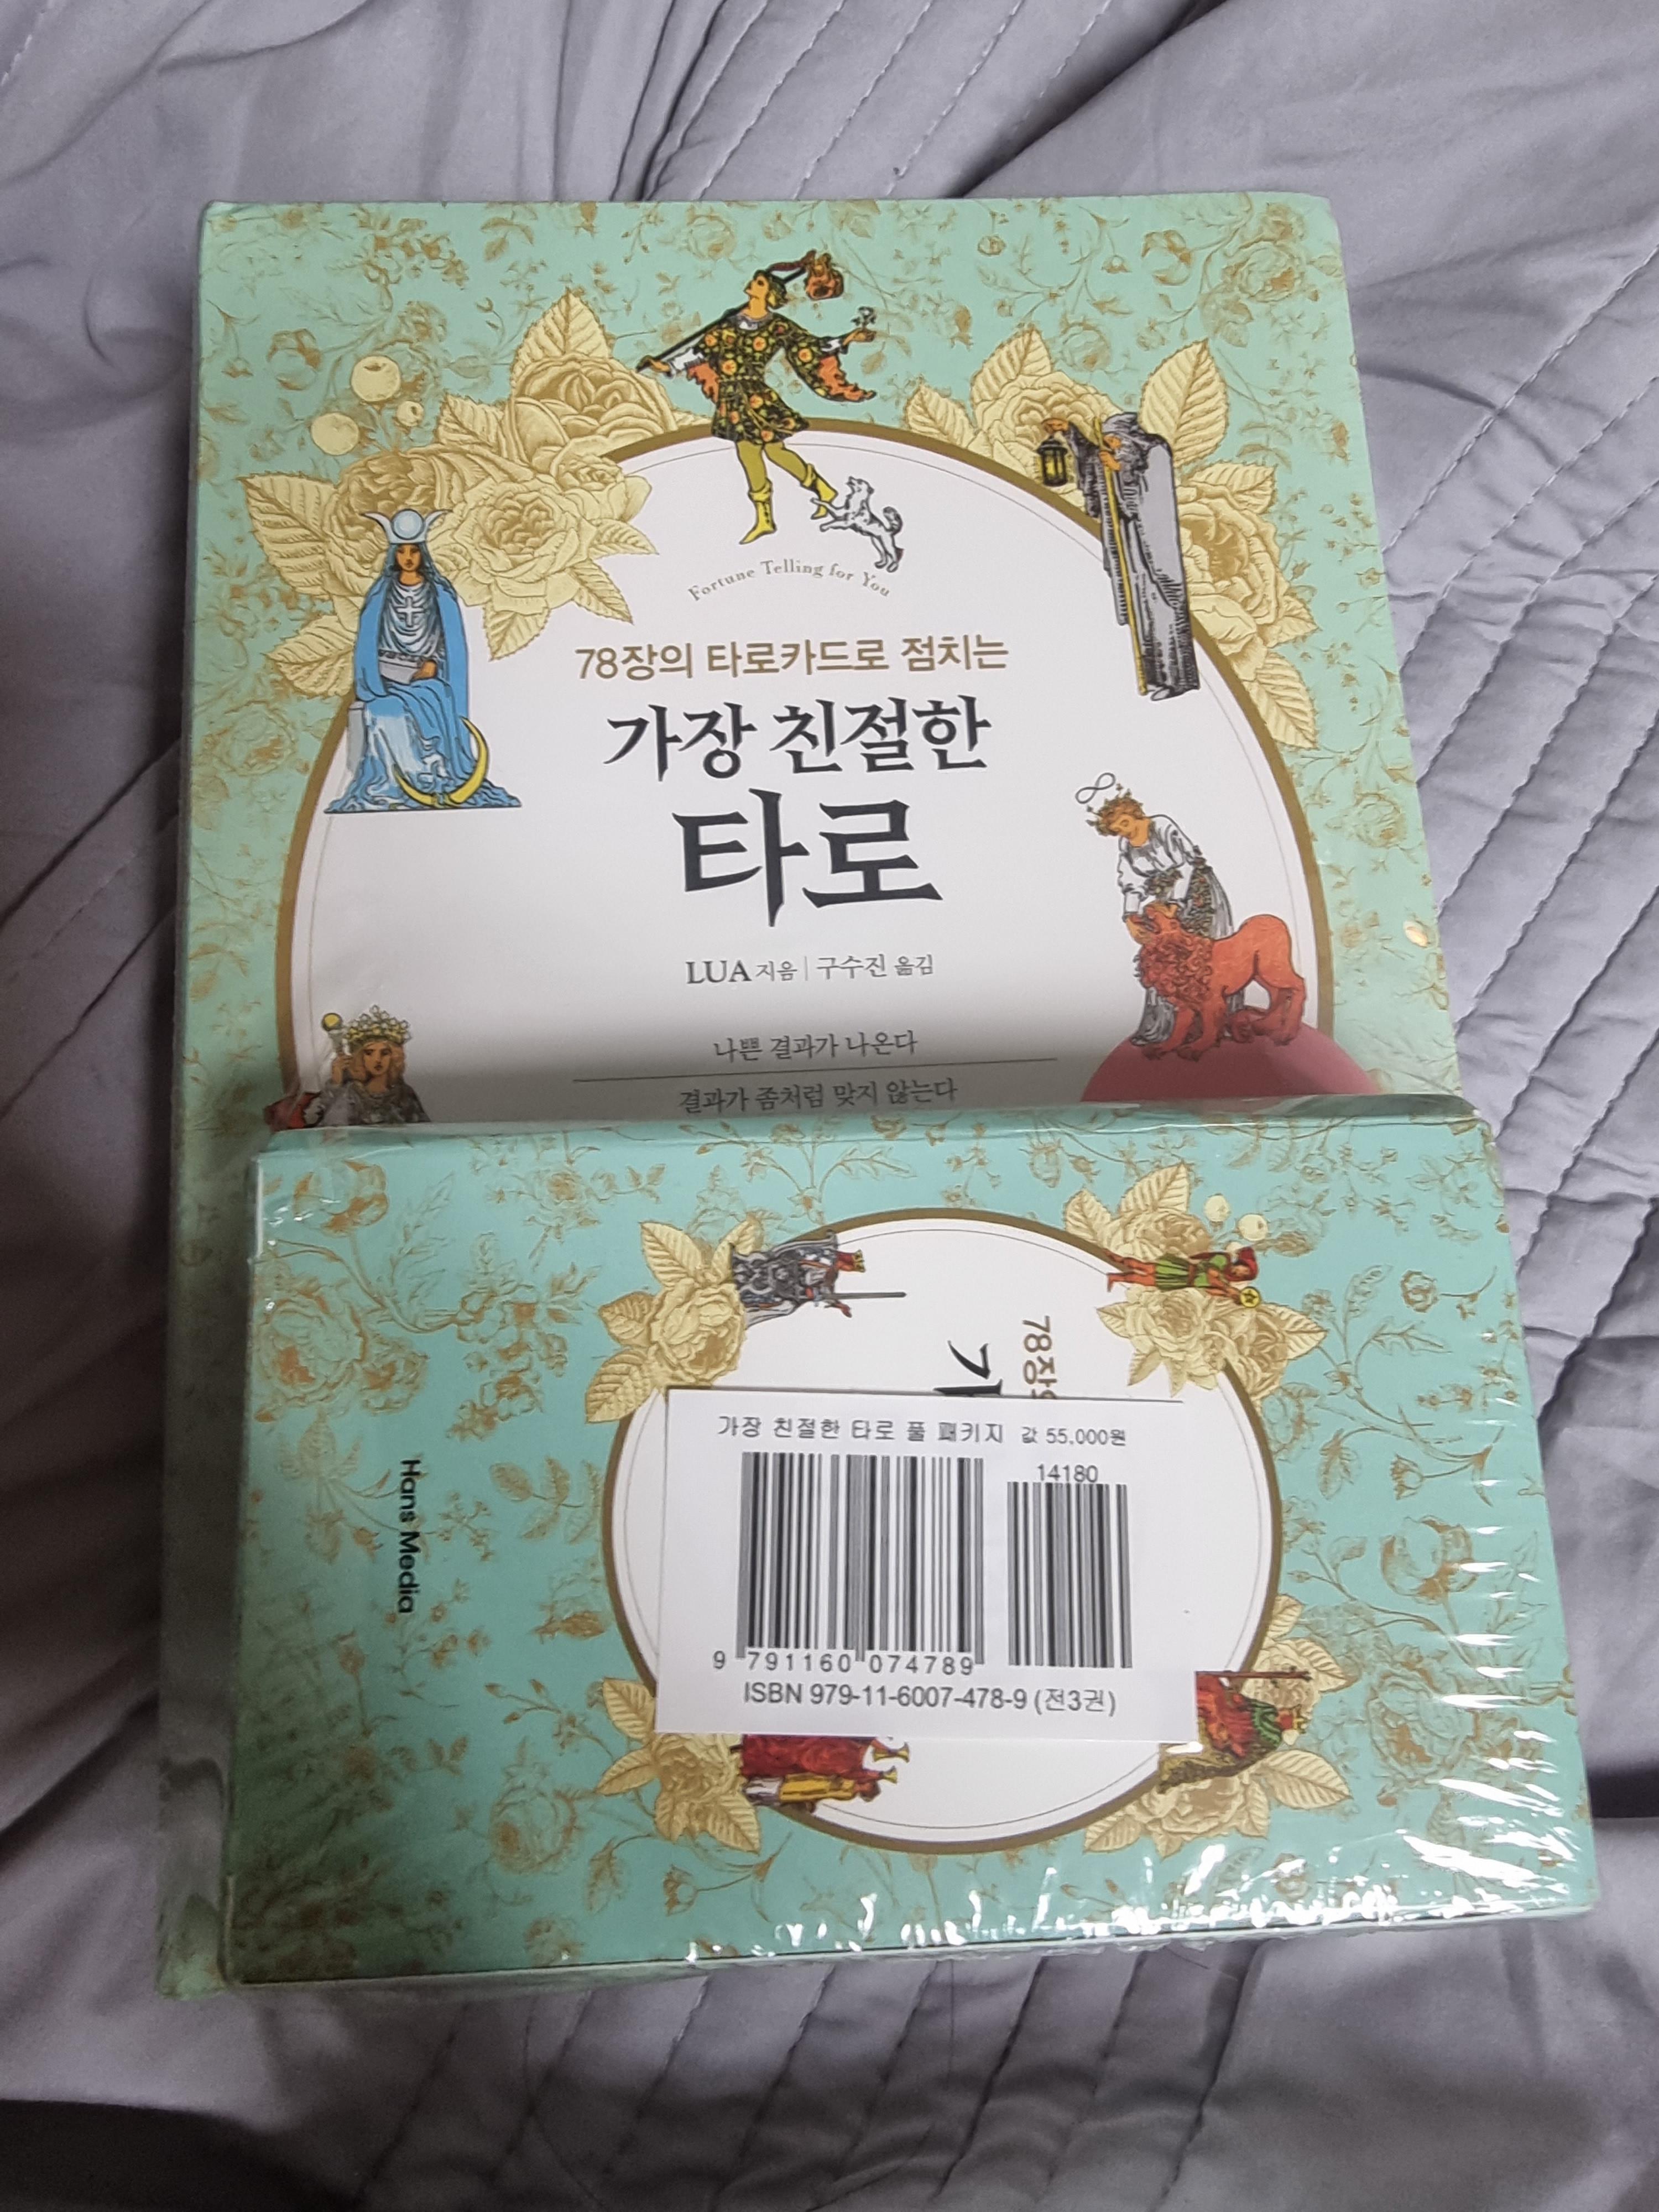 Fortune Telling for You
78장의 타로카드로 점치는
가장 친절한
타로
LUA 지음 | 구수진 옮김
나쁜 결과가 나온다
결과가 좀처럼 맞지 않는다
78장의
가
Hans Media
가장 친절한 타로 풀 패키지 값 55,000원
14180
9 791160 074789
ISBN 979-11-6007-478-9 (전3권)